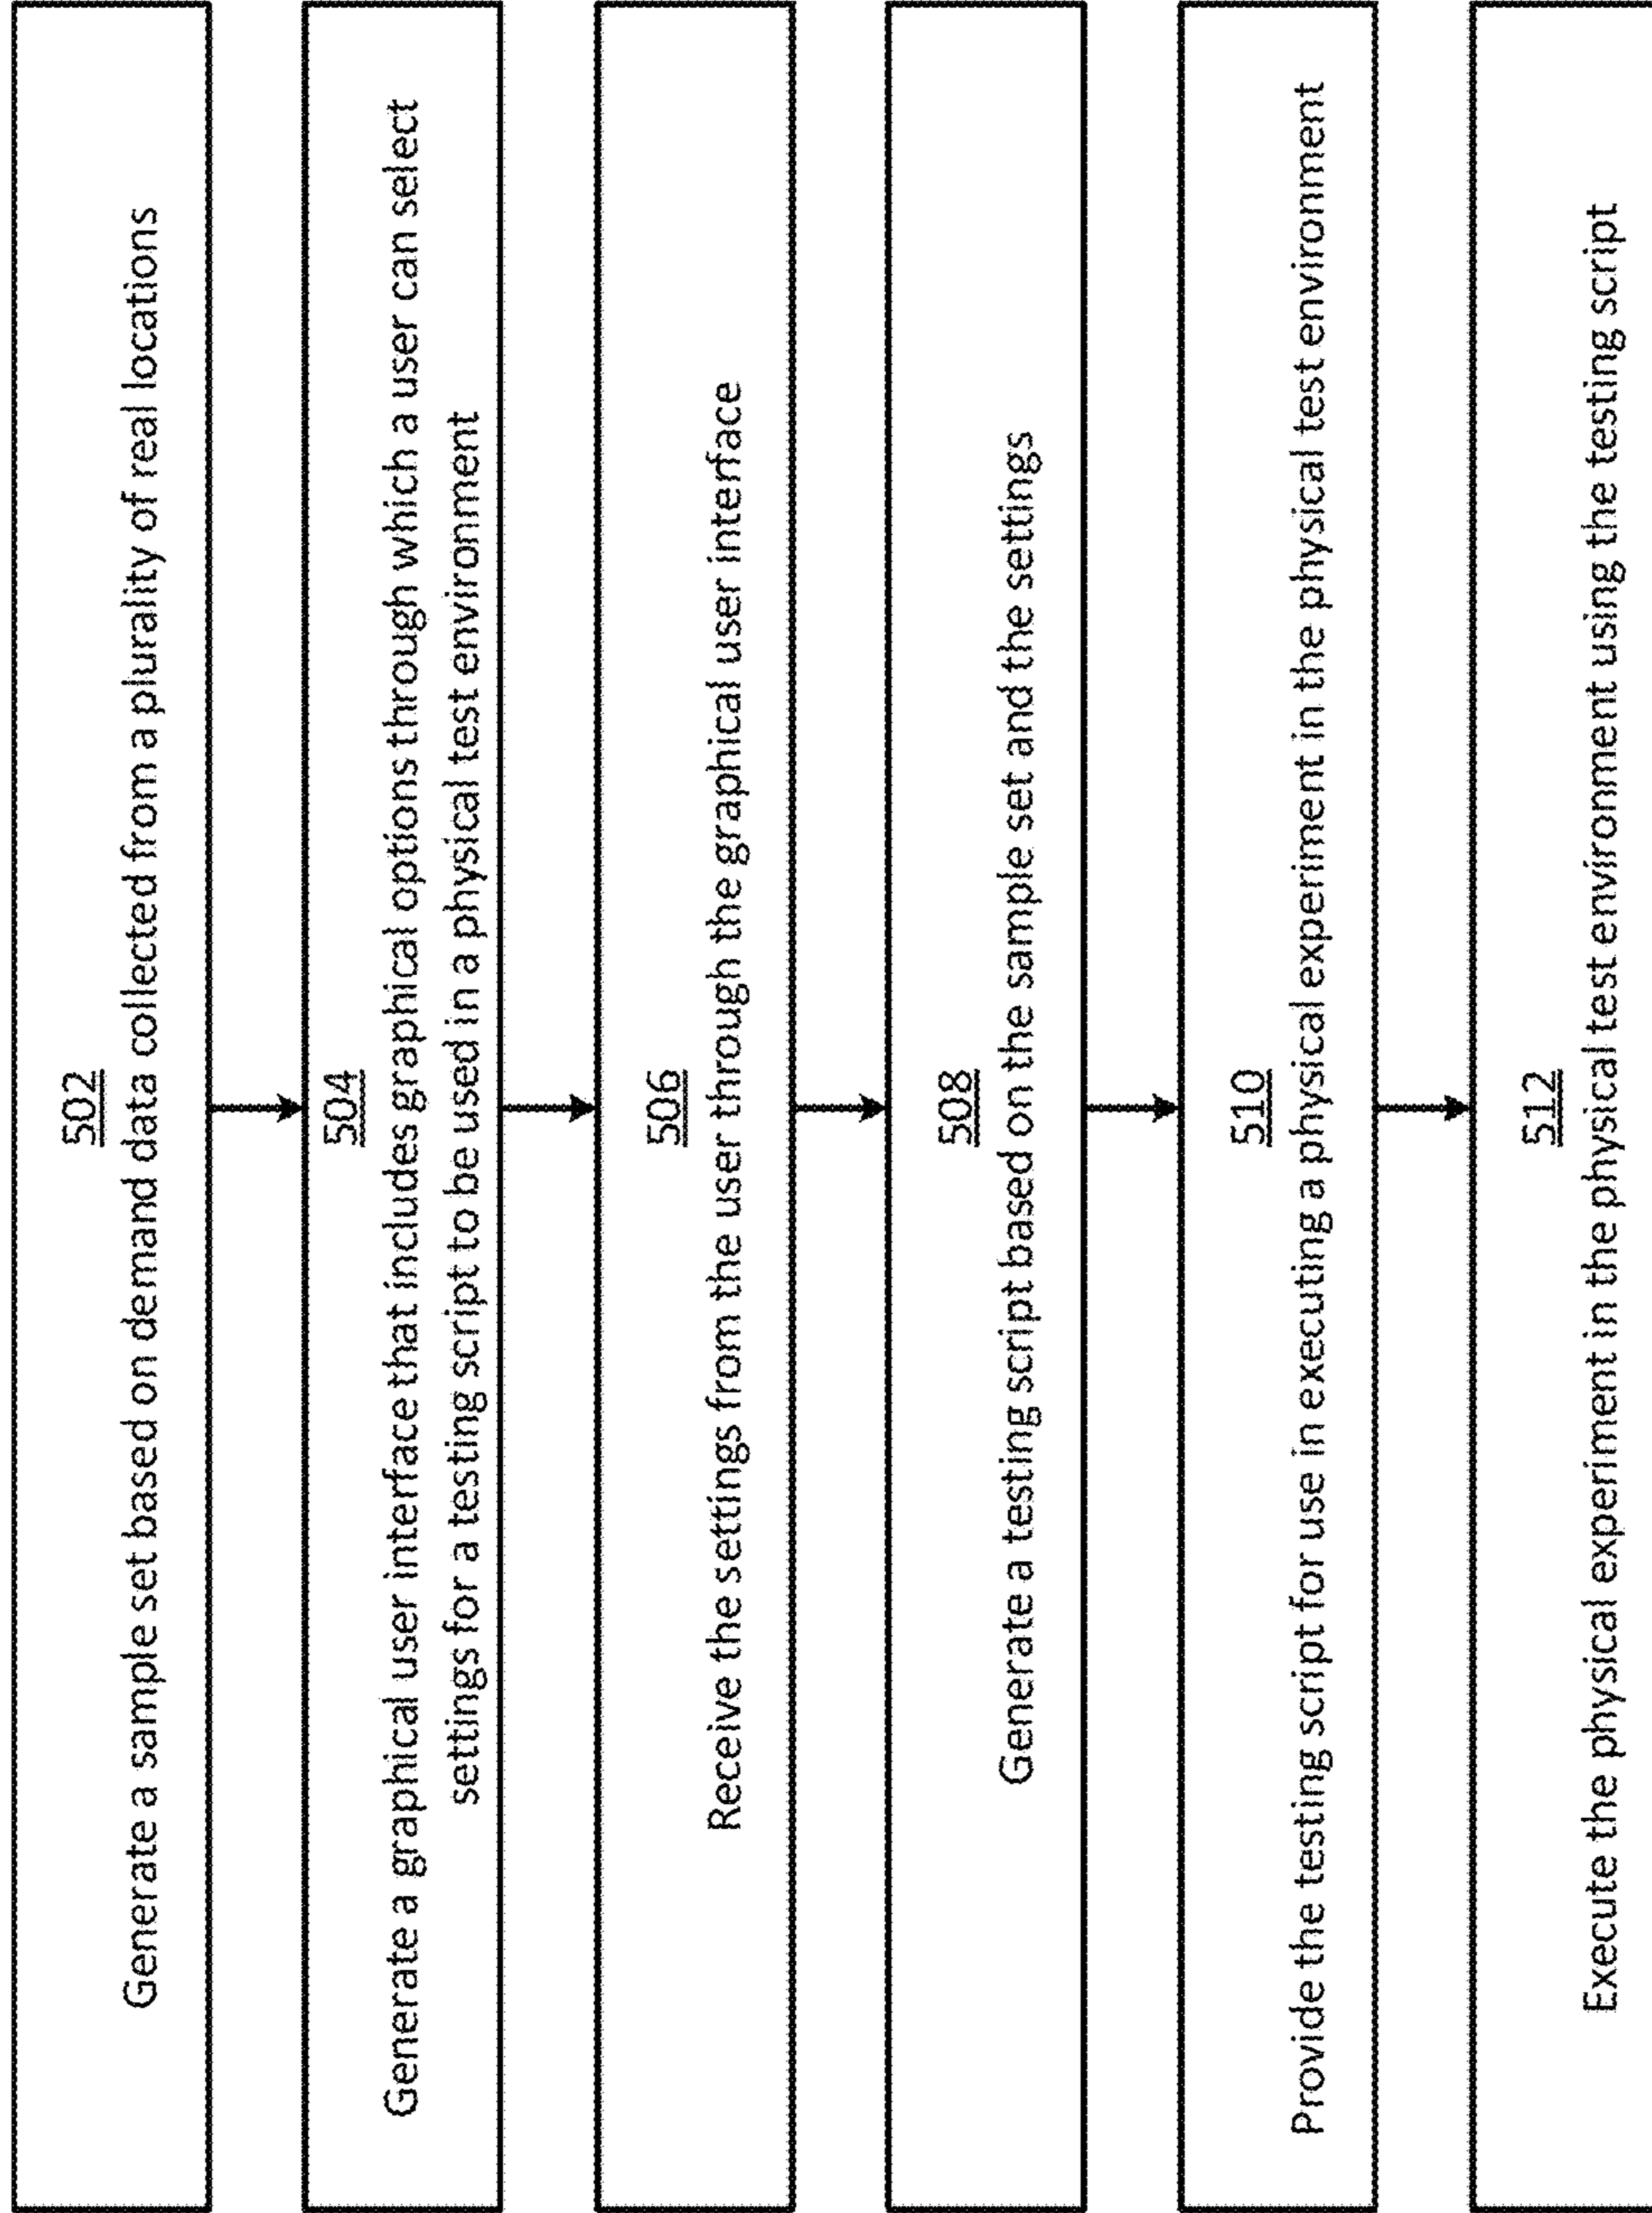 502
Generate a sample set based on demand data collected from a plurality of real locations
504
Generate a graphical user interface that includes graphical options through which a user can select
settings for a testing script to be used in a physical test environment
506
Receive the settings from the user through the graphical user interface
508
Generate a testing script based on the sample set and the settings
510
Provide the testing script for use in executing a physical experiment in the physical test environment
512
Execute the physical experiment in the physical test environment using the testing script